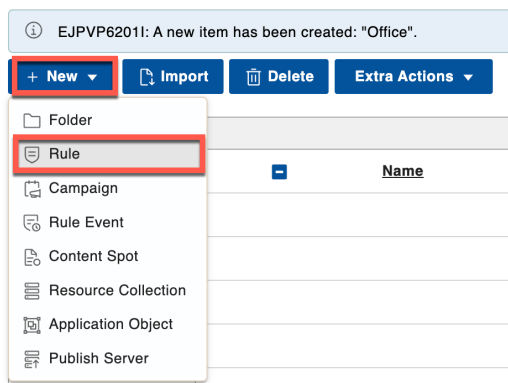 EJPVP6201I: A new item has been created: "Office".
+ New Import Delete Extra Actions
Folder
Rule
Name
Campaign
Rule Event
Content Spot
Resource Collection
Application Object
Publish Server